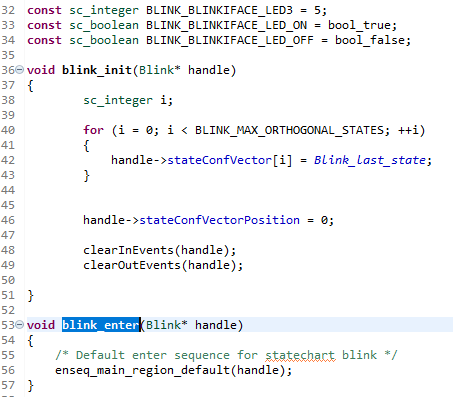 32 const sc_integer BLINK_BLINKIFACE_LED3 = 5;
33 const sc_boolean BLINK_BLINKIFACE_LED_ON = bool_true;
34 const sc_boolean BLINK_BLINKIFACE_LED_OFF = bool_false;
35
36 void blink_init(Blink* handle)
37 {
38 sc_integer i;
39
40 for (i = 0; i < BLINK_MAX_ORTHOGONAL_STATES; ++i)
41 {
42 handle->stateConfVector[i] = Blink_last_state;
43 }
44
45
46 handle->stateConfVectorPosition = 0;
47
48 clearInEvents(handle);
49 clearOutEvents(handle);
50
51 }
52
53 void blink_enter(Blink* handle)
54 {
55 /* Default enter sequence for statechart blink */
56 enseq_main_region_default(handle);
57 }